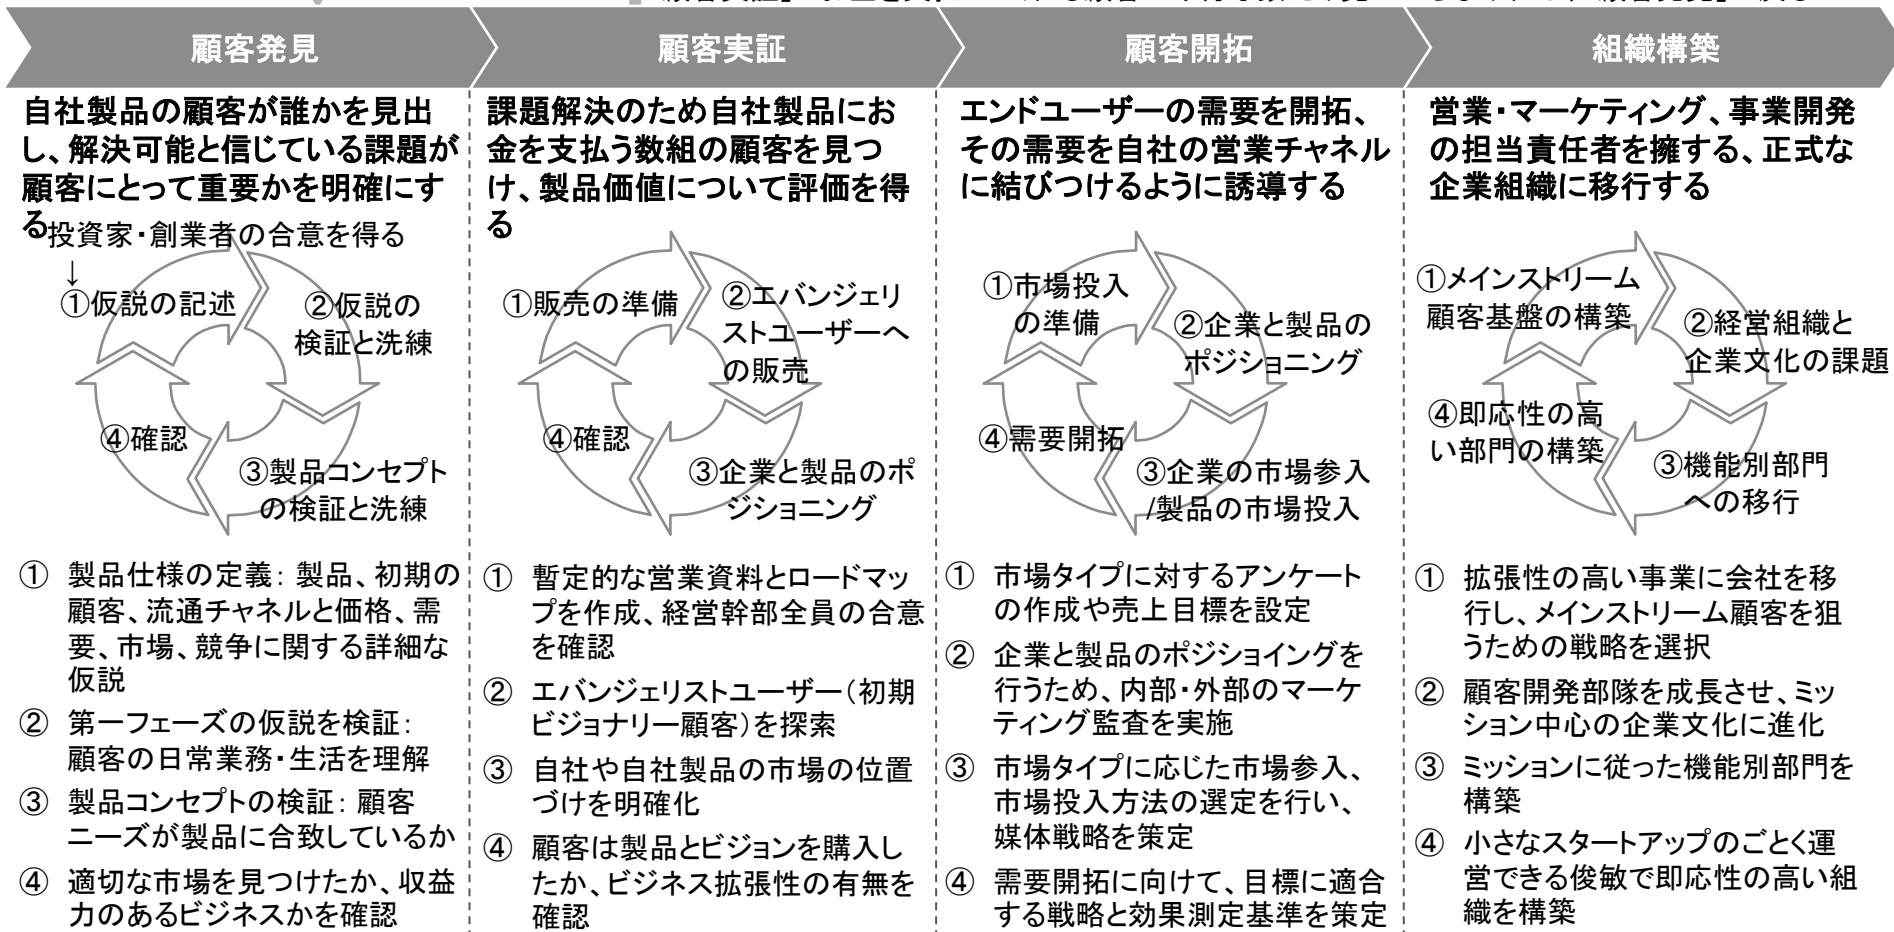 顧客発見
顧客実証
顧客開拓
組織構築
自社製品の顧客が誰かを見出
し、解決可能と信じている課題が
顧客にとって重要かを明確にす
る
投資家・創業者の合意を得る
↓
①仮説の記述
②仮説の
検証と洗練
③製品コンセプト
の検証と洗練
④確認
① 製品仕様の定義: 製品、初期の
顧客、流通チャネルと価格、需
要、市場、競争に関する詳細な
仮説
② 第一フェーズの仮説を検証:
顧客の日常業務・生活を理解
③ 製品コンセプトの検証: 顧客
ニーズが製品に合致しているか
④ 適切な市場を見つけたか、収益
力のあるビジネスかを確認
課題解決のため自社製品にお
金を支払う数組の顧客を見つ
け、製品価値について評価を得
る
①販売の準備
②エバンジェリ
ストユーザーへ
の販売
③企業と製品のポ
ジショニング
④確認
① 暫定的な営業資料とロードマッ
プを作成、経営幹部全員の合意
を確認
② エバンジェリストユーザー(初期
ビジョナリー顧客)を探索
③ 自社や自社製品の市場の位置
づけを明確化
④ 顧客は製品とビジョンを購入し
たか、ビジネス拡張性の有無を
確認
エンドユーザーの需要を開拓、
その需要を自社の営業チャネル
に結びつけるように誘導する
①市場投入
の準備
②企業と製品の
ポジショニング
③企業の市場参入
/製品の市場投入
④需要開拓
① 市場タイプに対するアンケート
の作成や売上目標を設定
② 企業と製品のポジショイングを
行うため、内部・外部のマーケ
ティング監査を実施
③ 市場タイプに応じた市場参入、
市場投入方法の選定を行い、
媒体戦略を策定
④ 需要開拓に向けて、目標に適合
する戦略と効果測定基準を策定
営業・マーケティング、事業開発
の担当責任者を擁する、正式な
企業組織に移行する
①メインストリーム
顧客基盤の構築
②経営組織と
企業文化の課題
③機能別部門
への移行
④即応性の高
い部門の構築
① 拡張性の高い事業に会社を移
行し、メインストリーム顧客を狙
うための戦略を選択
② 顧客開発部隊を成長させ、ミッ
ション中心の企業文化に進化
③ ミッションに従った機能別部門を
構築
④ 小さなスタートアップのごとく運
営できる俊敏で即応性の高い組
織を構築